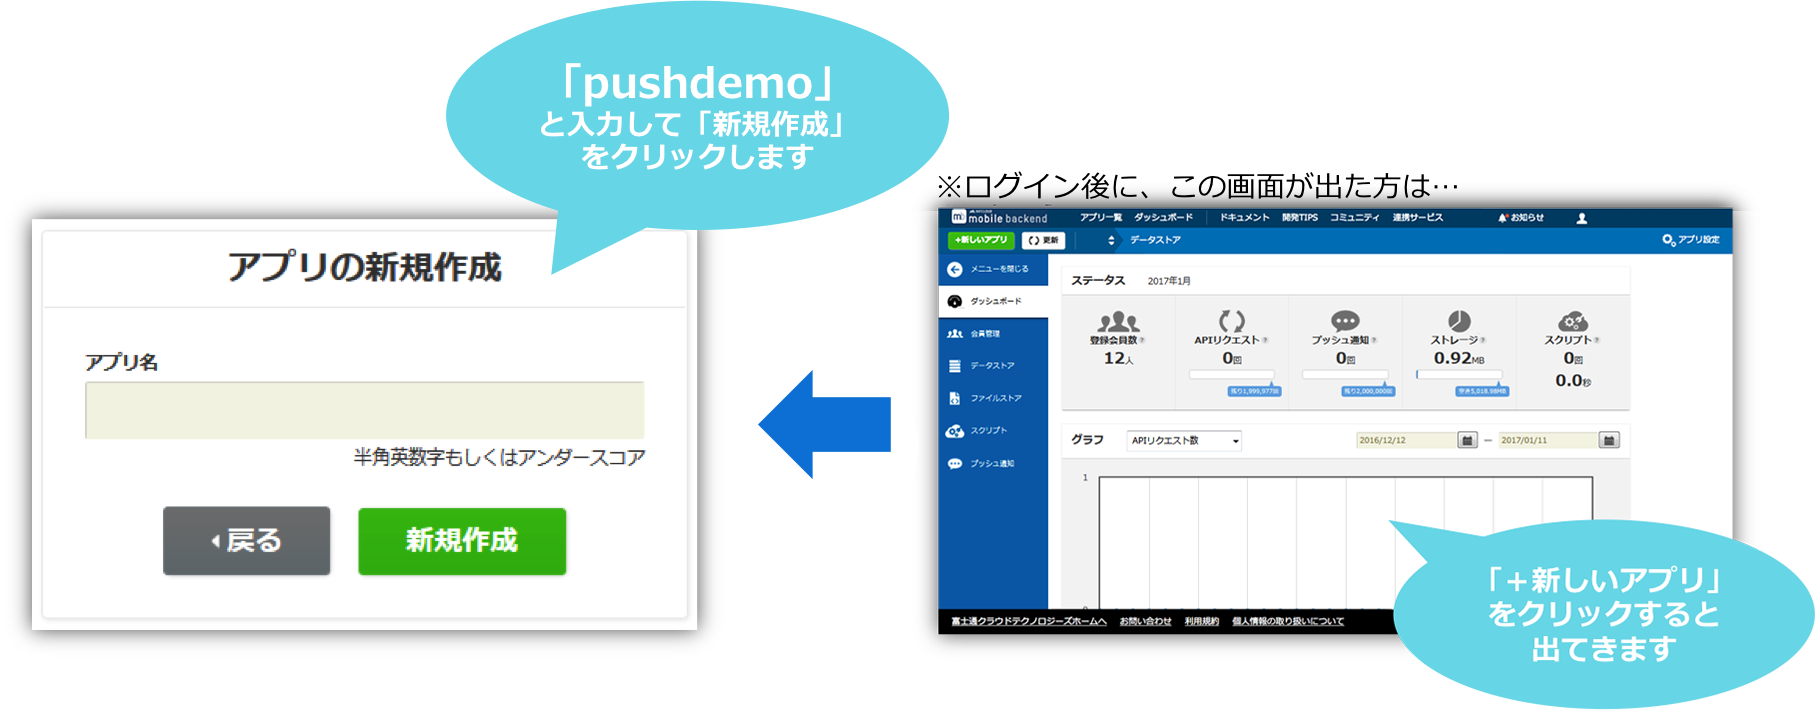 「pushdemo」
と入力して「新規作成」
をクリックします
アプリの新規作成
アプリ名
半角英数字もしくはアンダースコア
戻る
新規作成
※ログイン後に、この画面が出た方は…
mobile backend
アプリ一覧 ダッシュボード ドキュメント 開発TIPS コミュニティ 連携サービス お知らせ
+新しいアプリ 更新 データストア アプリ設定
メニューを閉じる
ダッシュボード
会員管理
データストア
ファイルストア
スクリプト
プッシュ通知
ステータス 2017年1月
登録会員数 APIリクエスト プッシュ通知 ストレージ スクリプト
12人 0回 0回 0.92MB 0回
0.0秒
残り1,999,977回 残り2,000,000回 空き5,018.98MB
グラフ APIリクエスト数 2016/12/12 – 2017/01/11
1
0
富士通クラウドテクノロジーズホームへ お問い合わせ 利用規約 個人情報の取り扱いについて
「＋新しいアプリ」
をクリックすると
出てきます